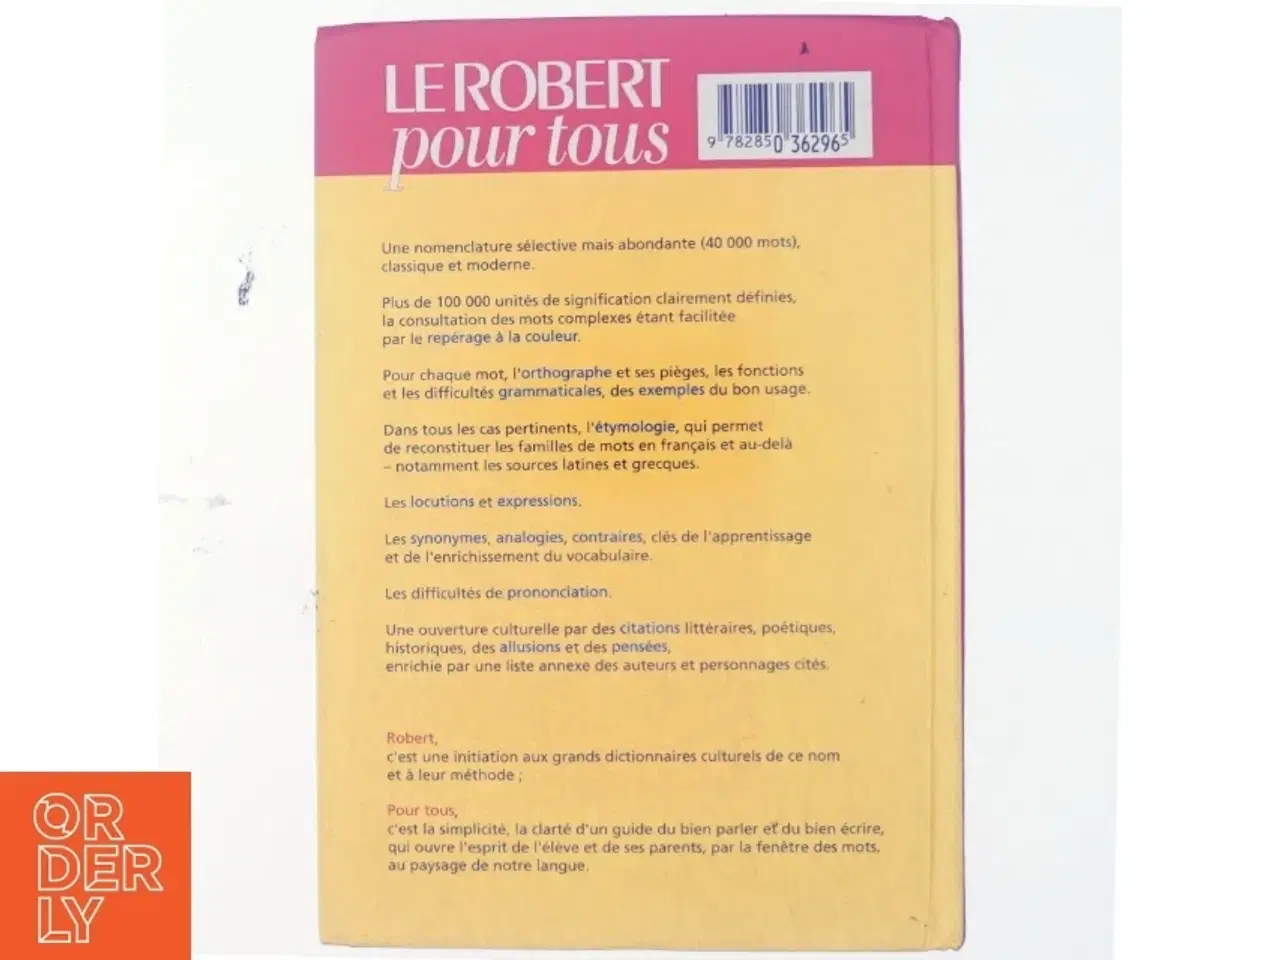 LE ROBERT
pour tous
9 782850 362965
Une nomenclature sélective mais abondante (40 000 mots),
classique et moderne.
Plus de 100 000 unités de signification clairement définies,
la consultation des mots complexes étant facilitée
par le repérage à la couleur.
Pour chaque mot, l'orthographe et ses pièges, les fonctions
et les difficultés grammaticales, des exemples du bon usage.
Dans tous les cas pertinents, l'étymologie, qui permet
de reconstituer les familles de mots en français et au-delà
– notamment les sources latines et grecques.
Les locutions et expressions.
Les synonymes, analogies, contraires, clés de l'apprentissage
et de l'enrichissement du vocabulaire.
Les difficultés de prononciation.
Une ouverture culturelle par des citations littéraires, poétiques,
historiques, des allusions et des pensées,
enrichie par une liste annexe des auteurs et personnages cités.
Robert,
c'est une initiation aux grands dictionnaires culturels de ce nom
et à leur méthode ;
Pour tous,
c'est la simplicité, la clarté d'un guide du bien parler et du bien écrire,
qui ouvre l'esprit de l'élève et de ses parents, par la fenêtre des mots,
au paysage de notre langue.
OR
DER
LY